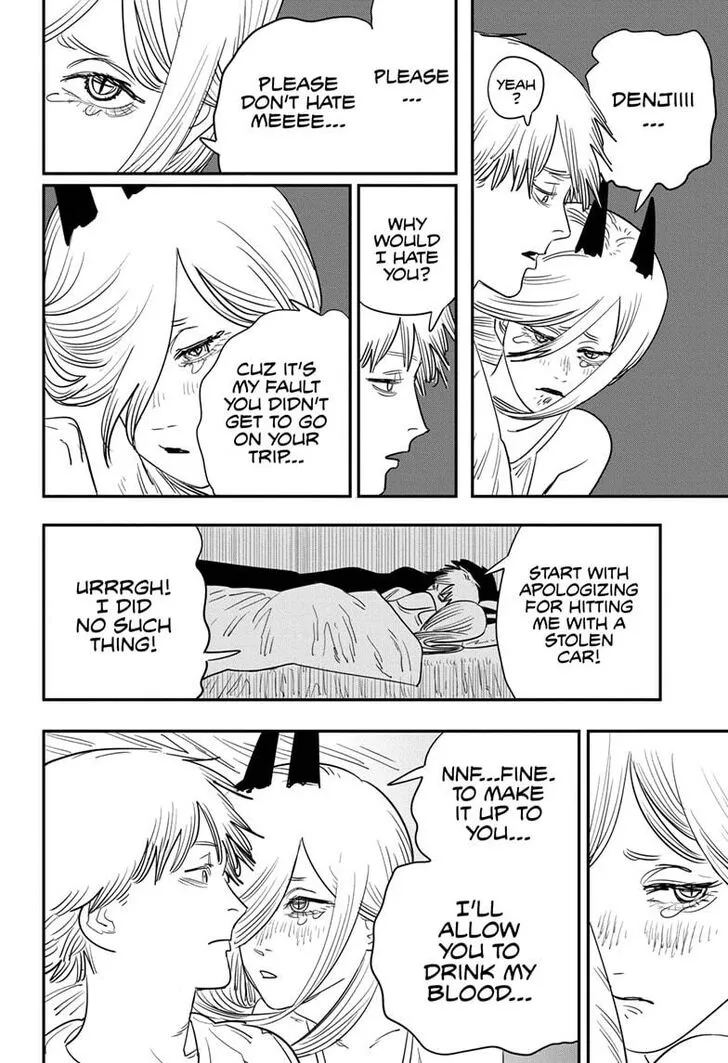 DENJIIII
...
YEAH
?
PLEASE
...
PLEASE
DON'T HATE
MEEEE...
WHY
WOULD
I HATE
YOU?
CUZ IT'S
MY FAULT
YOU DIDN'T
GET TO GO
ON YOUR
TRIP...
START WITH
APOLOGIZING
FOR HITTING
ME WITH A
STOLEN
CAR!
URRRGH!
I DID
NO SUCH
THING!
NNF...FINE.
TO MAKE
IT UP TO
YOU...
I'LL
ALLOW
YOU TO
DRINK MY
BLOOD...